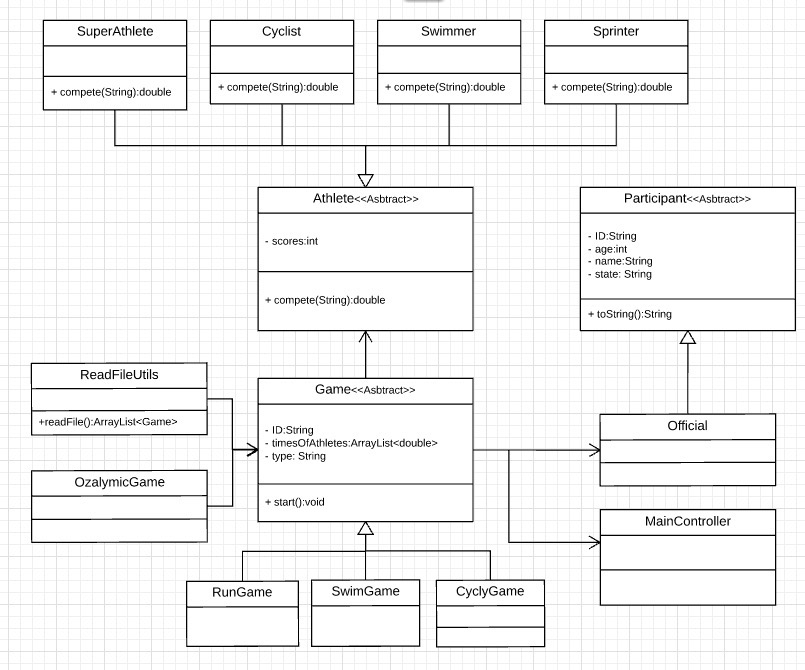 SuperAthlete
+ compete(String):double
Cyclist
+ compete(String):double
Swimmer
+ compete(String):double
Sprinter
+ compete(String):double
Athlete<<Asbtract>>
- scores:int
+ compete(String):double
Participant<<Asbtract>>
- ID:String
- age:int
- name:String
- state: String
+ toString():String
ReadFileUtils
+readFile():ArrayList<Game>
OzalymicGame
Game<<Asbtract>>
- ID:String
- timesOfAthletes:ArrayList<double>
- type: String
+ start():void
Official
MainController
RunGame
SwimGame
CyclyGame